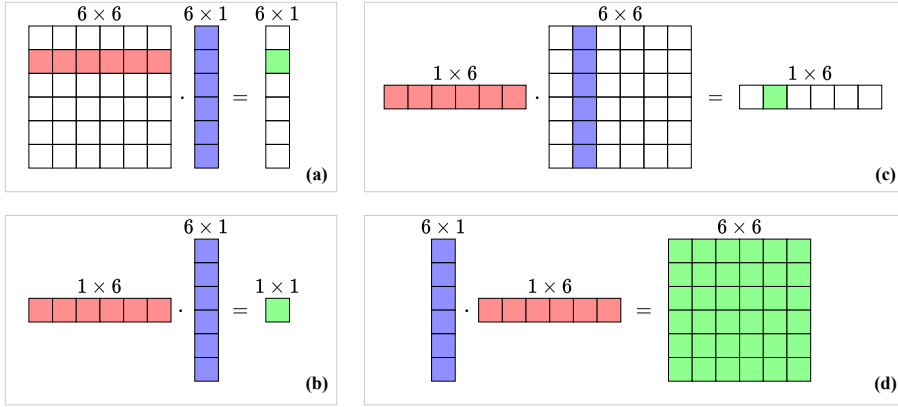 6 × 6 6 × 1 6 × 1
· =
(a)
6 × 6
1 × 6 1 × 6
· =
(c)
6 × 1
1 × 6 1 × 1
· =
(b)
6 × 1 6 × 6
1 × 6
· =
(d)